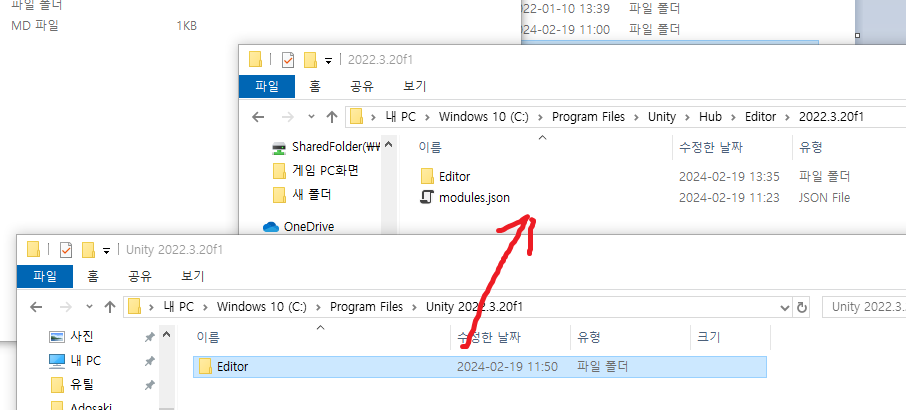 파일 폴더
MD 파일 1KB
2022-01-10 13:39 파일 폴더
2024-02-19 11:00 파일 폴더
2022.3.20f1
파일 홈 공유 보기
내 PC Windows 10 (C:) Program Files Unity Hub Editor 2022.3.20f1
이름 수정한 날짜 유형
SharedFolder(₩
게임 PC화면
새 폴더
OneDrive
Editor 2024-02-19 13:35 파일 폴더
modules.json 2024-02-19 11:23 JSON File
Unity 2022.3.20f1
파일 홈 공유 보기
내 PC Windows 10 (C:) Program Files Unity 2022.3.20f1
Unity 2022.3.
이름 수정한 날짜 유형 크기
사진
내 PC
유틸
Adosaki
Editor 2024-02-19 11:50 파일 폴더